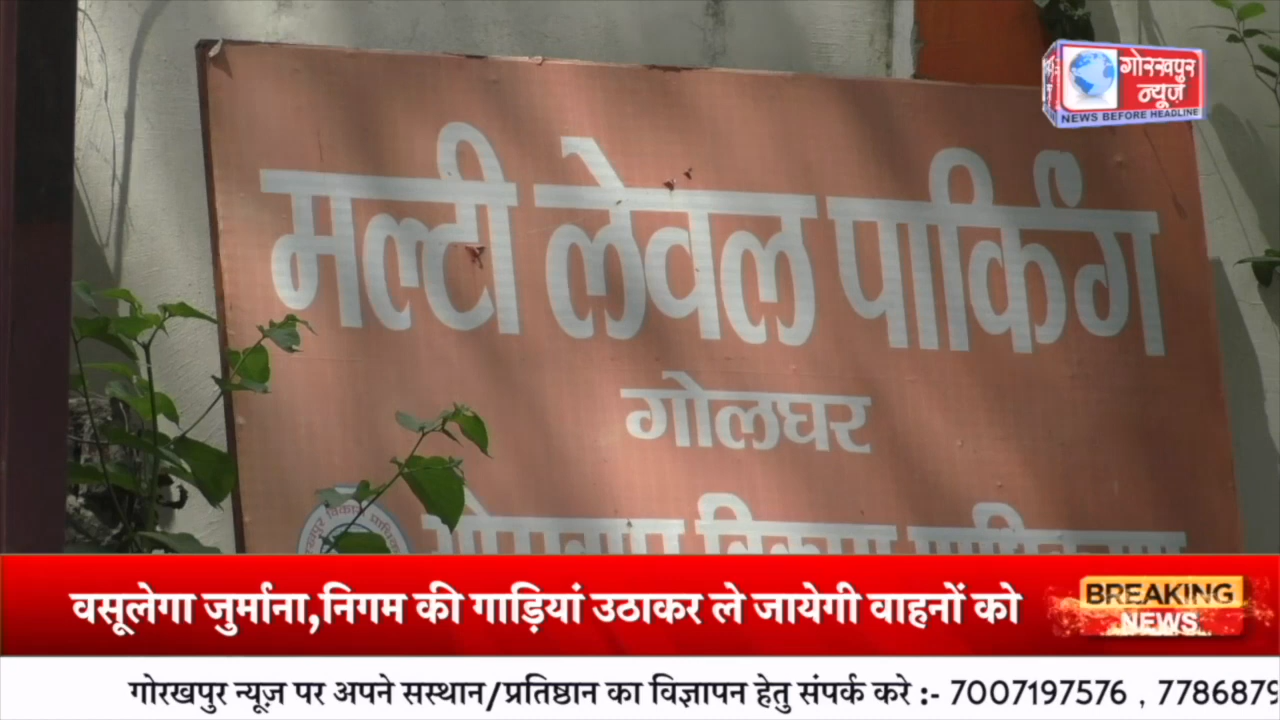 गोरखपुर
न्यूज़
NEWS BEFORE HEADLINE
मल्टी लेवल पार्किंग
गोलघर
वसूलेगा जुर्माना,निगम की गाड़ियां उठाकर ले जायेगी वाहनों को
BREAKING
NEWS
गोरखपुर न्यूज़ पर अपने सस्थान/प्रतिष्ठान का विज्ञापन हेतु संपर्क करे :- 7007197576 , 7786879